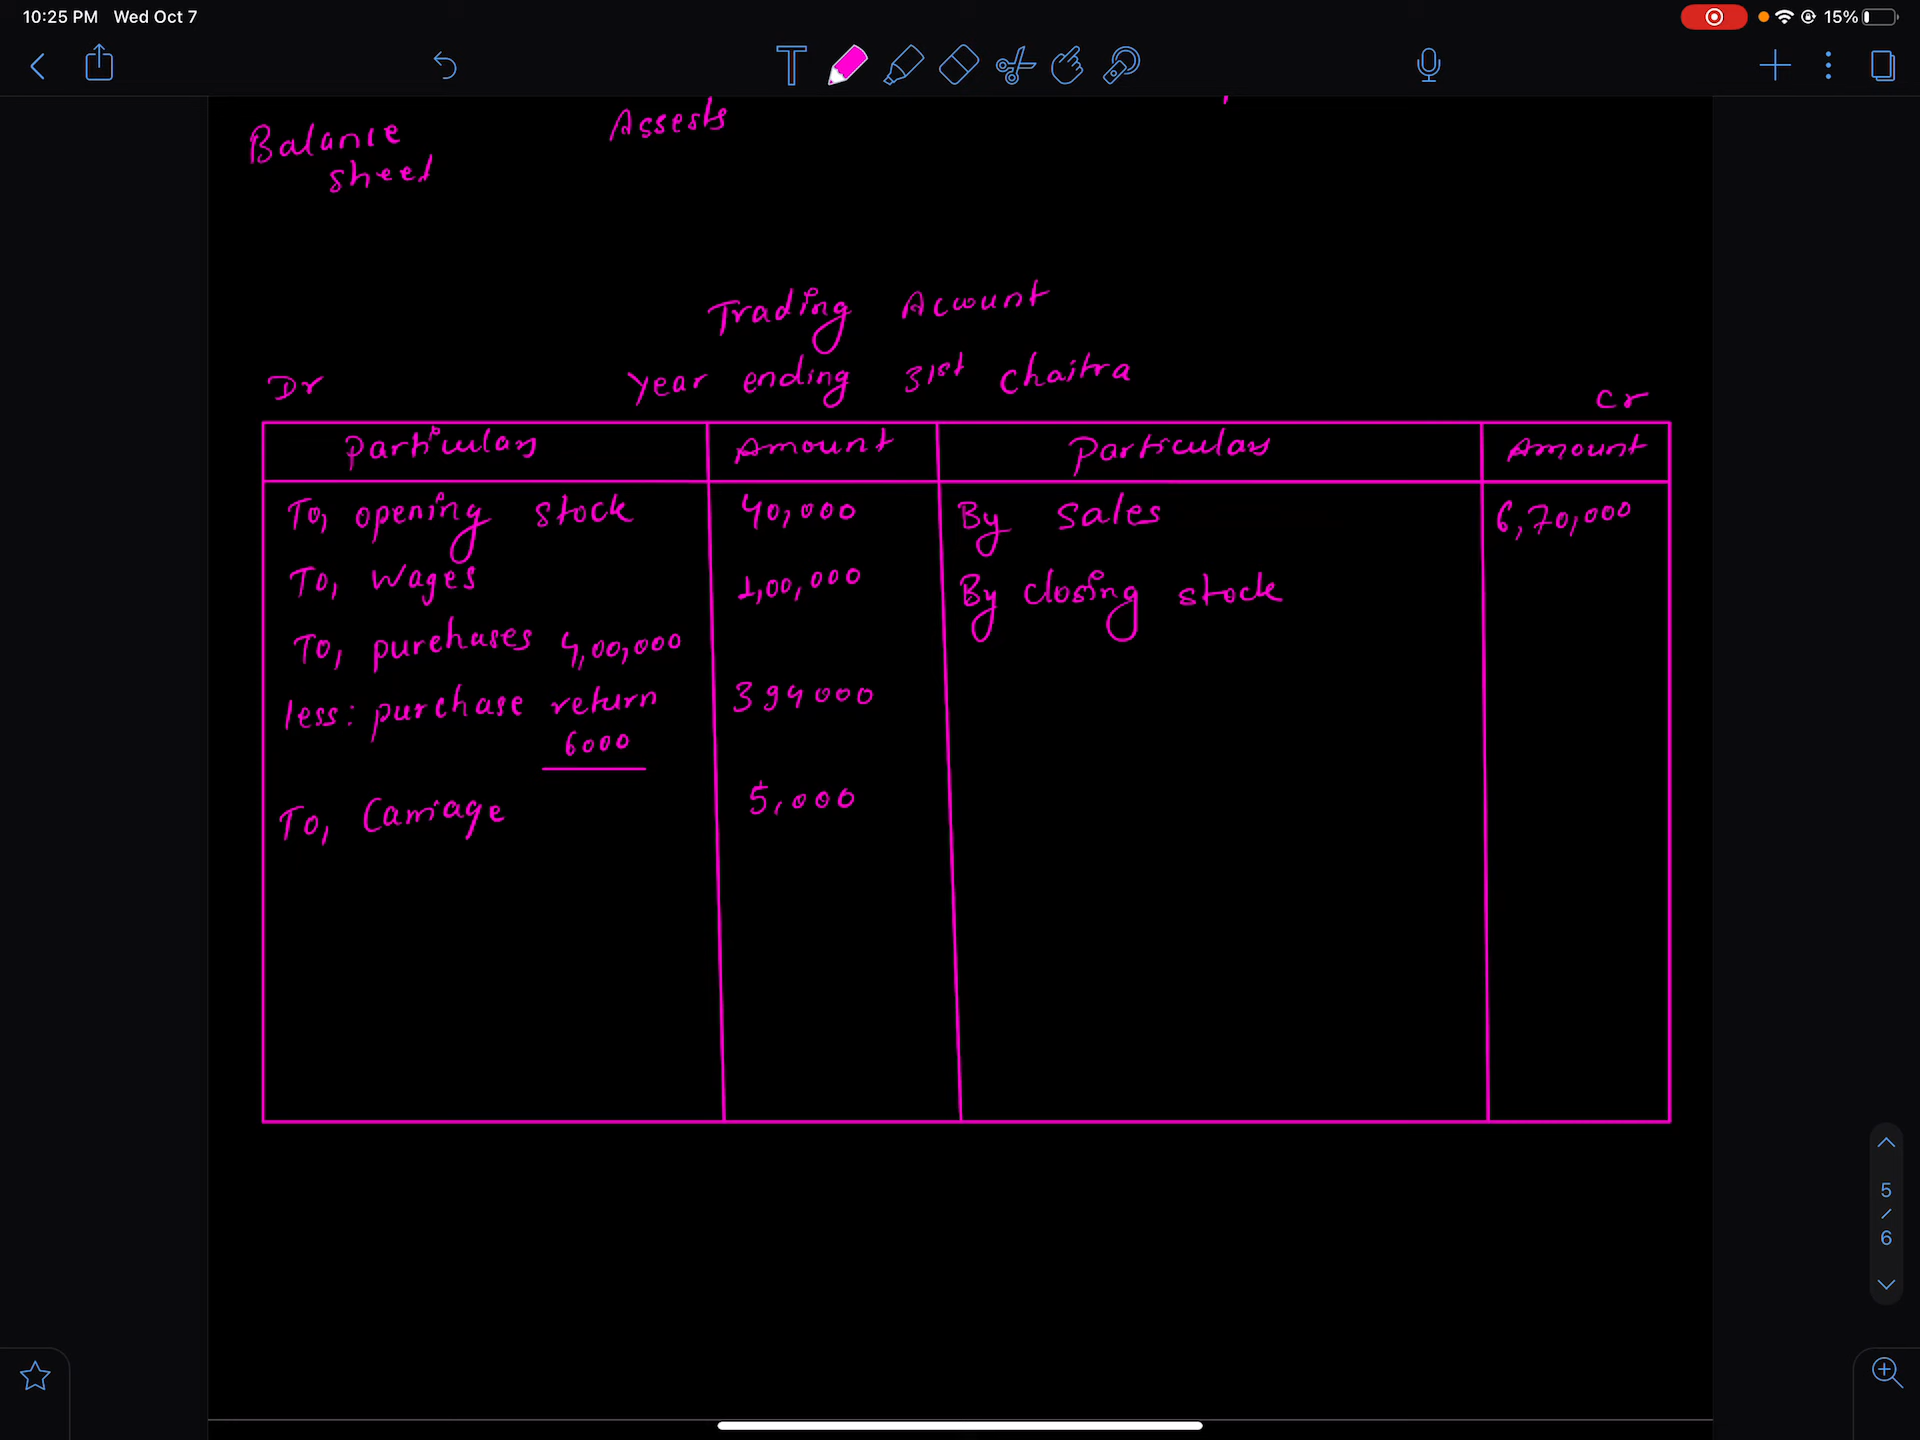 10:25 PM Wed Oct 7
15%
Balance Assests
sheet
Trading Account
Dr year ending 31st chaitra Cr
Particulars Amount Particulars Amount
To, opening stock 40,000 By Sales 6,70,000
To, Wages 1,00,000 By closing stock
To, purchases 4,00,000
less: purchase return 394000
6000
To, Carriage 5,000
5
/
6